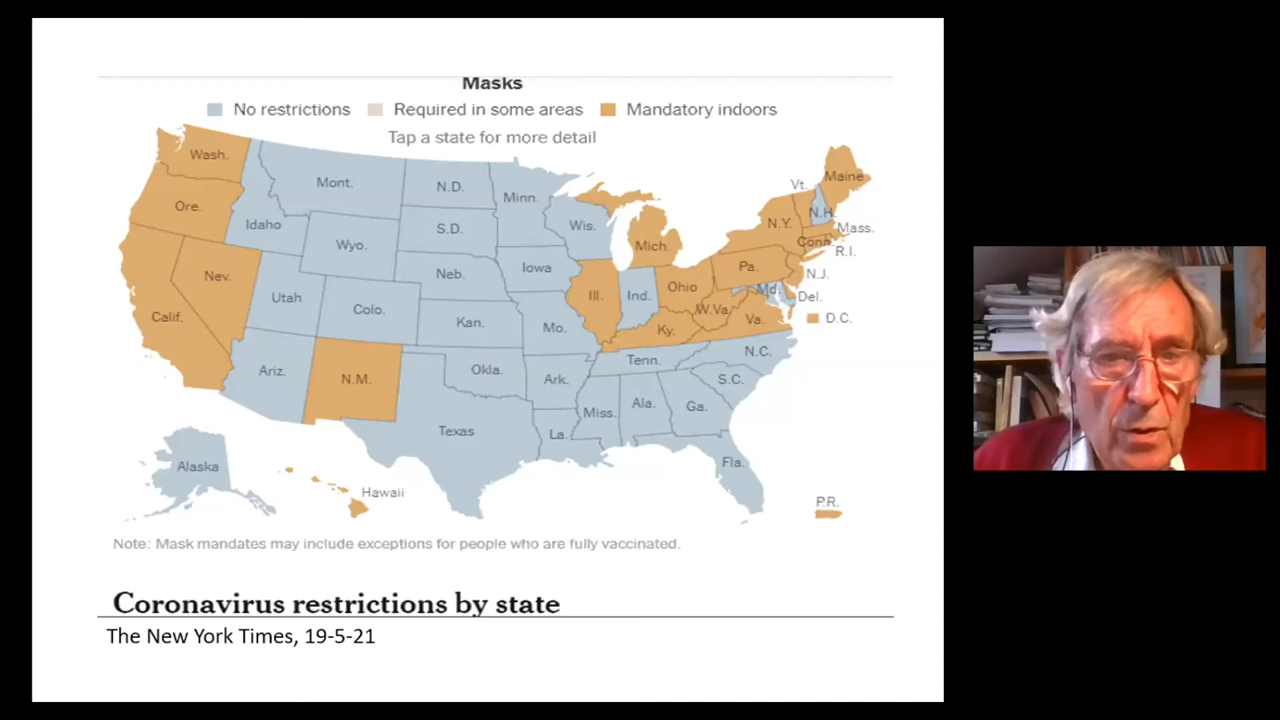 Masks
No restrictions Required in some areas Mandatory indoors
Tap a state for more detail
Wash.
Mont.
N.D.
Minn.
Vt.
Maine
Ore.
Idaho
Wyo.
S.D.
Wis.
Mich.
N.Y.
N.H.
Mass.
Conn.
R.I.
Nev.
Utah
Colo.
Neb.
Iowa
Ill.
Ind.
Ohio
Pa.
N.J.
Md.
Del.
D.C.
Calif.
Kan.
Mo.
Ky.
W.Va.
Va.
Ariz.
N.M.
Okla.
Ark.
Tenn.
N.C.
S.C.
Texas
La.
Miss.
Ala.
Ga.
Fla.
Alaska
Hawaii
P.R.
Note: Mask mandates may include exceptions for people who are fully vaccinated.
Coronavirus restrictions by state
The New York Times, 19-5-21